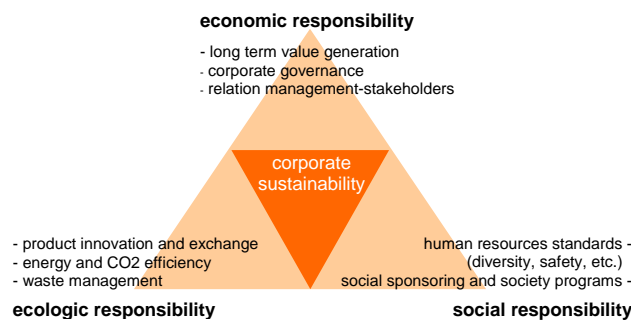 economic responsibility
- long term value generation
- corporate governance
- relation management-stakeholders
corporate
sustainability
- product innovation and exchange
- energy and CO2 efficiency
- waste management
ecologic responsibility
human resources standards -
(diversity, safety, etc.)
social sponsoring and society programs -
social responsibility